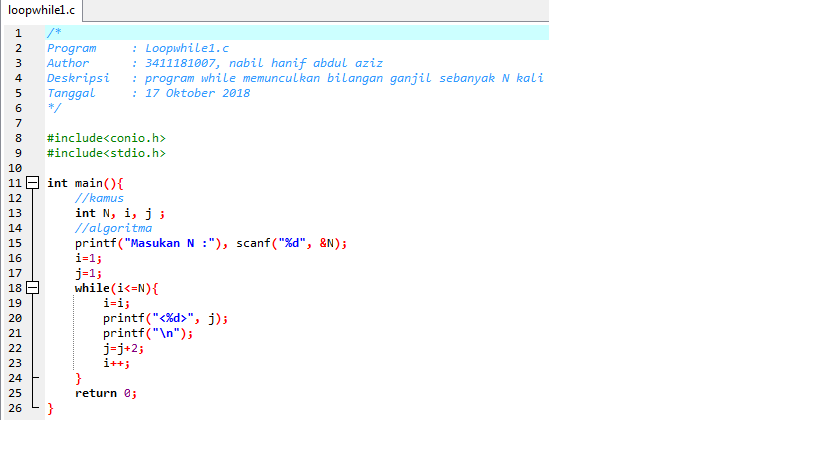 loopwhile1.c
1 /*
2 Program : Loopwhile1.c
3 Author : 3411181007, nabil hanif abdul aziz
4 Deskripsi : program while memunculkan bilangan ganjil sebanyak N kali
5 Tanggal : 17 Oktober 2018
6 */
7
8 #include<conio.h>
9 #include<stdio.h>
10
11 int main(){
12 //kamus
13 int N, i, j ;
14 //algoritma
15 printf("Masukan N :"), scanf("%d", &N);
16 i=1;
17 j=1;
18 while(i<=N){
19 i=i;
20 printf("<%d>", j);
21 printf("\n");
22 j=j+2;
23 i++;
24 }
25 return 0;
26 }